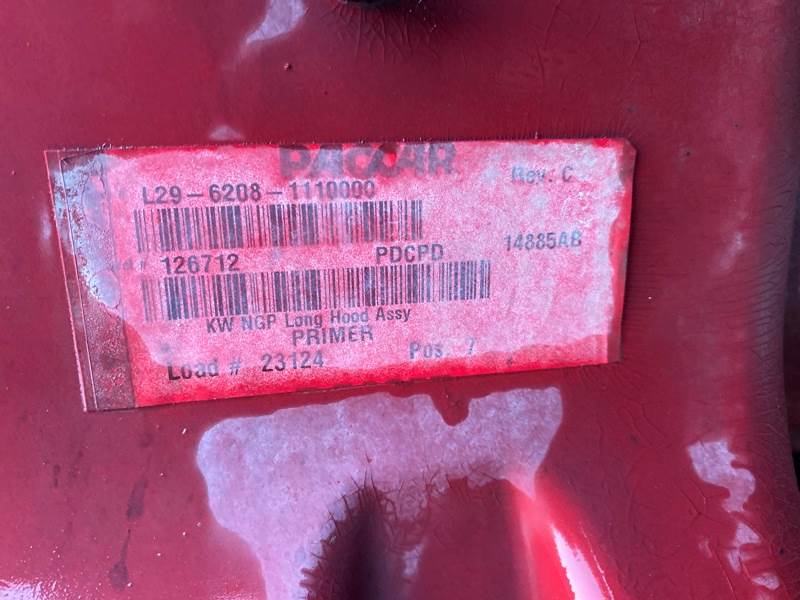 PACCAR
Rev: C
L29-6208-1110000
126712 PDCPD 14885AB
KW NGP Long Hood Assy
PRIMER
Load # 23124 Pos. 7